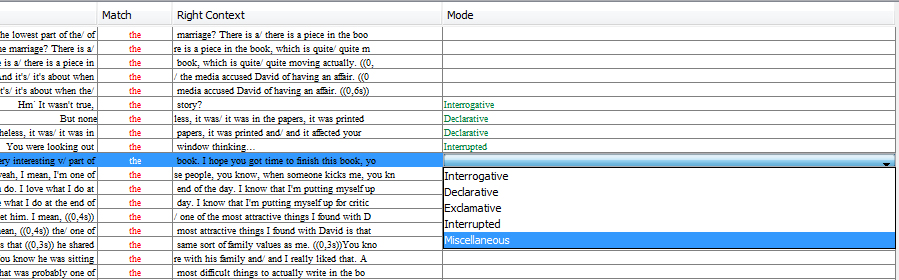 Match Right Context Mode
he lowest part of the/ of the marriage? There is a/ there is a piece in the boo
ne marriage? There is a/ the re is a piece in the book, which is quite/ quite m
is a/ there is a piece in the book, which is quite/ quite moving actually. ((0,
And it's/ it's about when the / the media accused David of having an affair. ((0
t's/ it's about when the/ the media accused David of having an affair. ((0,6s))
Hm˙ It wasn't true, the story? Interrogative
But none the less, it was/ it was in the papers, it was printed Declarative
heless, it was/ it was in the papers, it was printed and/ and it affected your Declarative
You were looking out the window thinking… Interrupted
ery interesting v/ part of the book. I hope you got time to finish this book, yo
yeah, I mean, I'm one of the se people, you know, when someone kicks me, you kn
Interrogative
n do. I love what I do at the end of the day. I know that I'm putting myself up
Declarative
u do. I love what I do at the end of the day. I know that I'm putting myself up for critic
Exclamative
et him. I mean, ((0,4s)) the / one of the most attractive things I found with D
Interrupted
ean, ((0,4s)) the/ one of the most attractive things I found with David is that
Miscellaneous
s that ((0,3s)) he shared the same sort of family values as me. ((0,3s))You kno
you know he was sitting the re with his family and/ and I really liked that. A
hat was probably one of the most difficult things to actually write in the bo